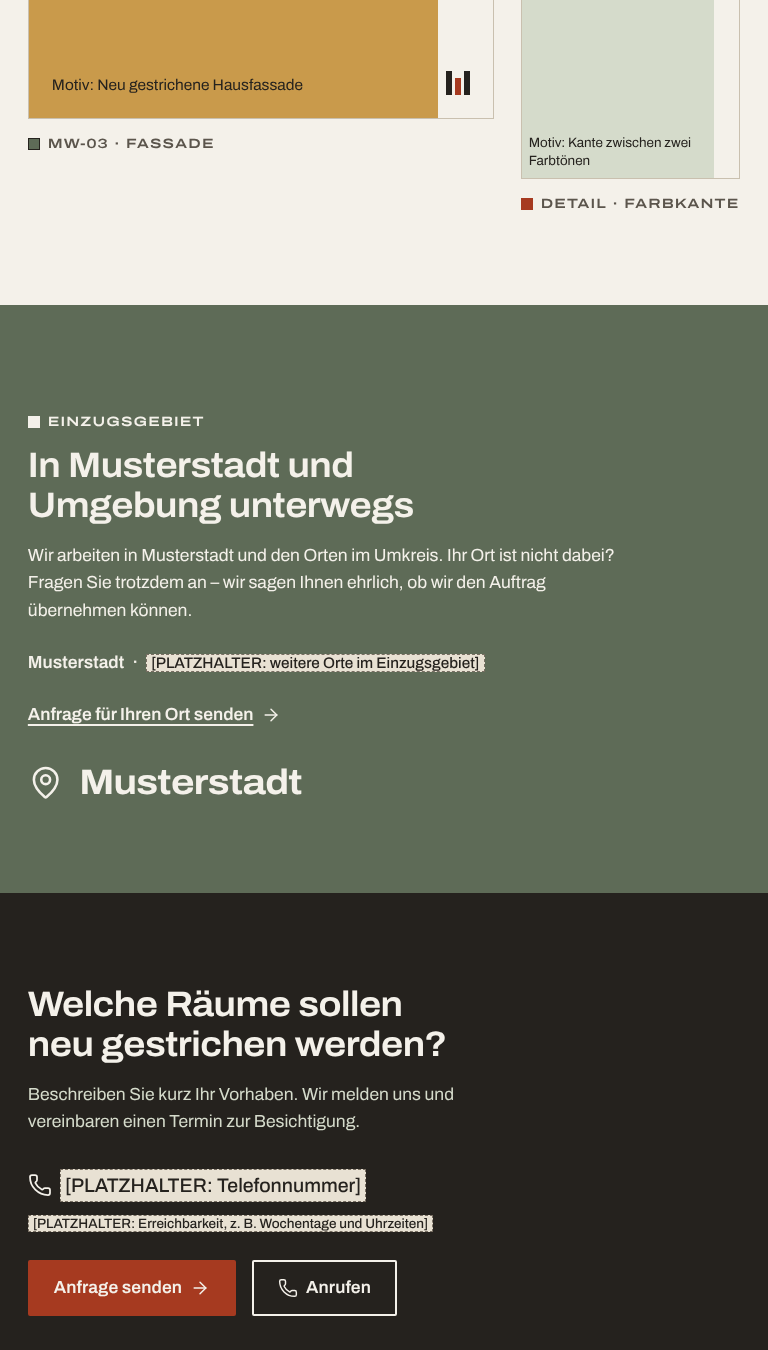 Motiv: Neu gestrichene Hausfassade
MW-03 · FASSADE
Motiv: Kante zwischen zwei
Farbtönen
DETAIL · FARBKANTE
EINZUGSGEBIET
In Musterstadt und
Umgebung unterwegs
Wir arbeiten in Musterstadt und den Orten im Umkreis. Ihr Ort ist nicht dabei?
Fragen Sie trotzdem an – wir sagen Ihnen ehrlich, ob wir den Auftrag
übernehmen können.
Musterstadt · [PLATZHALTER: weitere Orte im Einzugsgebiet]
Anfrage für Ihren Ort senden →
Musterstadt
Welche Räume sollen
neu gestrichen werden?
Beschreiben Sie kurz Ihr Vorhaben. Wir melden uns und
vereinbaren einen Termin zur Besichtigung.
[PLATZHALTER: Telefonnummer]
[PLATZHALTER: Erreichbarkeit, z. B. Wochentage und Uhrzeiten]
Anfrage senden →
Anrufen